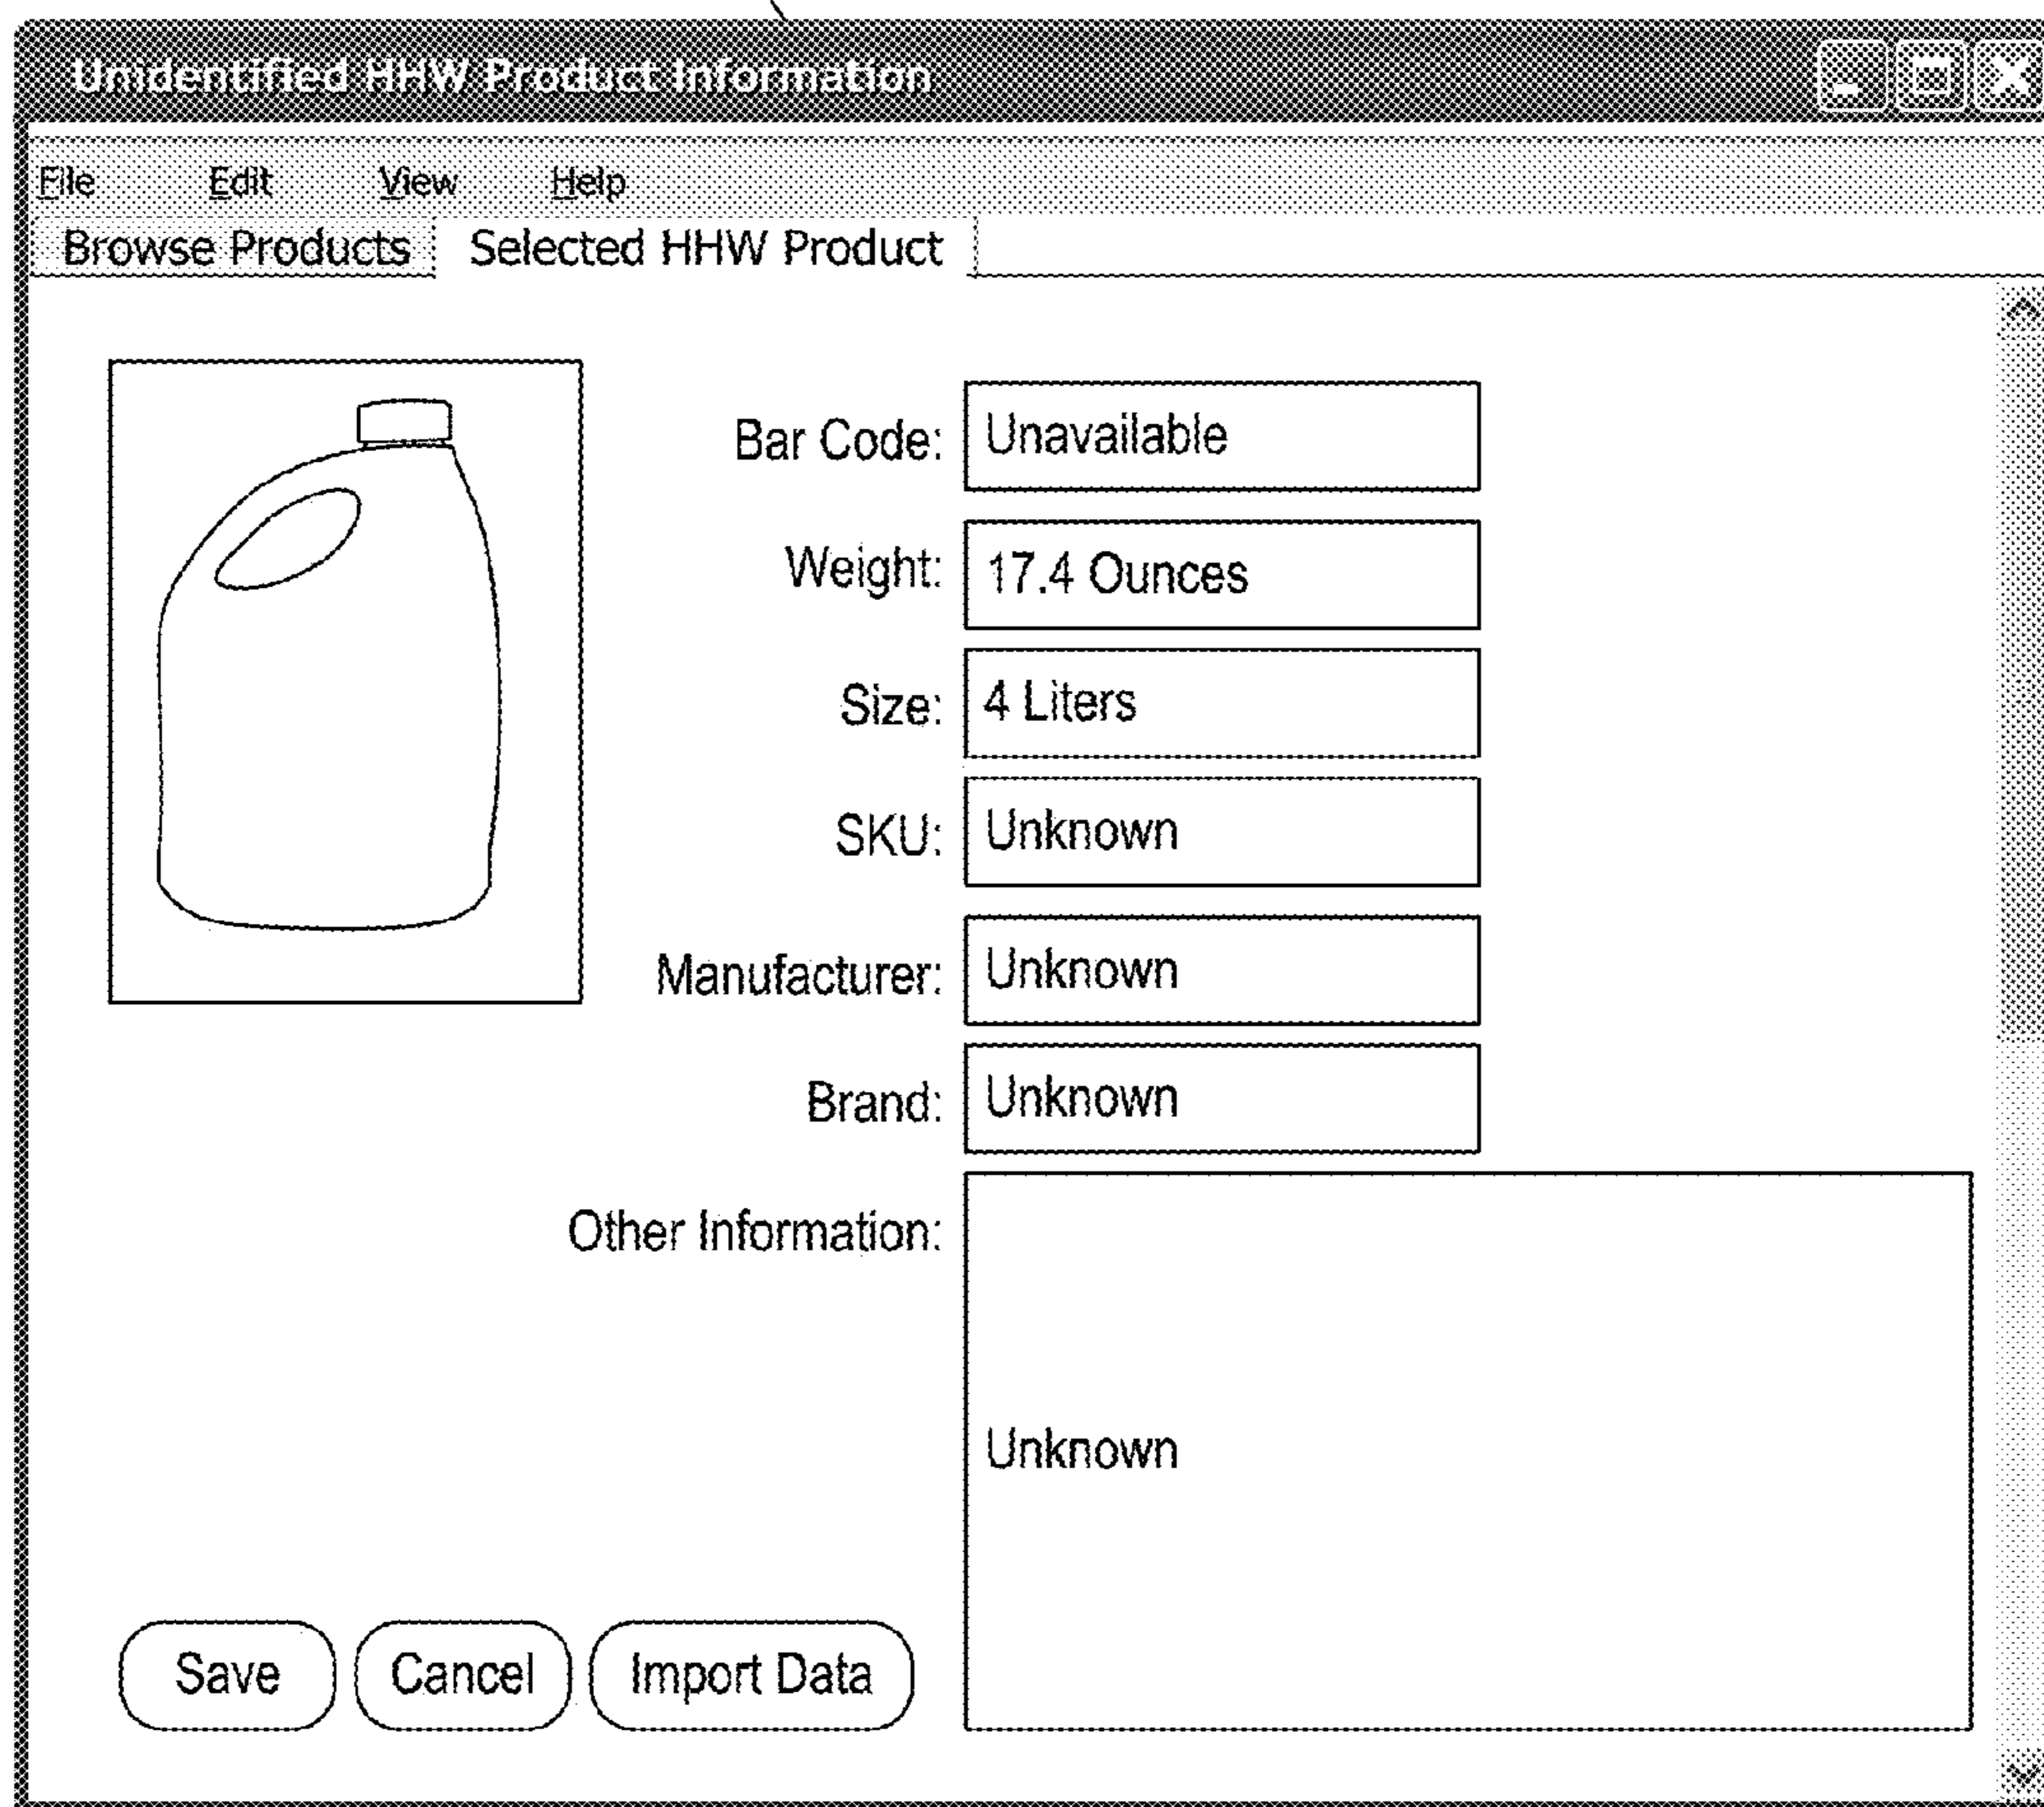 Unidentified HHW Product Information
File Edit View Help
Browse Products Selected HHW Product
Bar Code: Unavailable
Weight: 17.4 Ounces
Size: 4 Liters
SKU: Unknown
Manufacturer: Unknown
Brand: Unknown
Other Information:
Unknown
Save Cancel Import Data